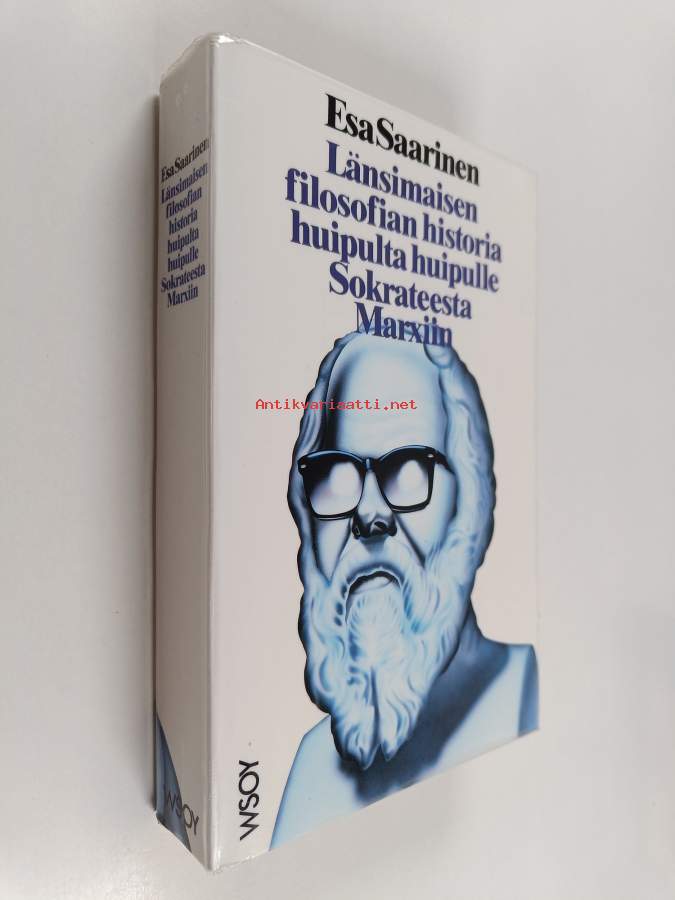 Esa Saarinen
Länsimaisen
filosofian
historia
huipulta
huipulle
Sokrateesta
Marxiin
WSOY
Esa Saarinen
Länsimaisen
filosofian historia
huipulta huipulle
Sokrateesta
Marxiin
Antikvariaatti.net
WSOY